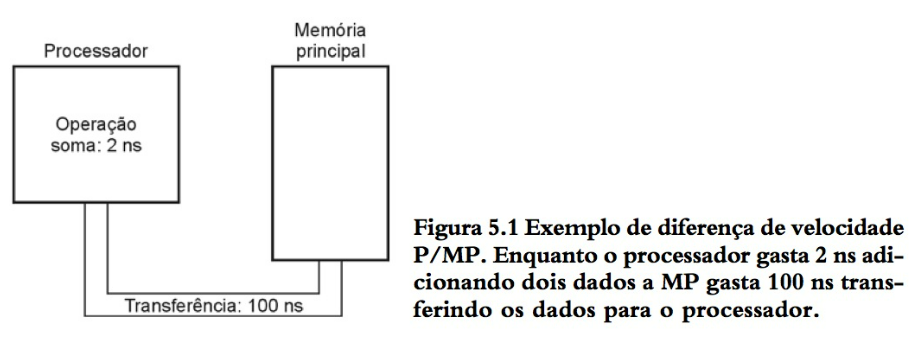 Processador
Memória
principal
Operação
soma: 2 ns
Transferência: 100 ns
Figura 5.1 Exemplo de diferença de velocidade
P/MP. Enquanto o processador gasta 2 ns adi-
cionando dois dados a MP gasta 100 ns trans-
ferindo os dados para o processador.